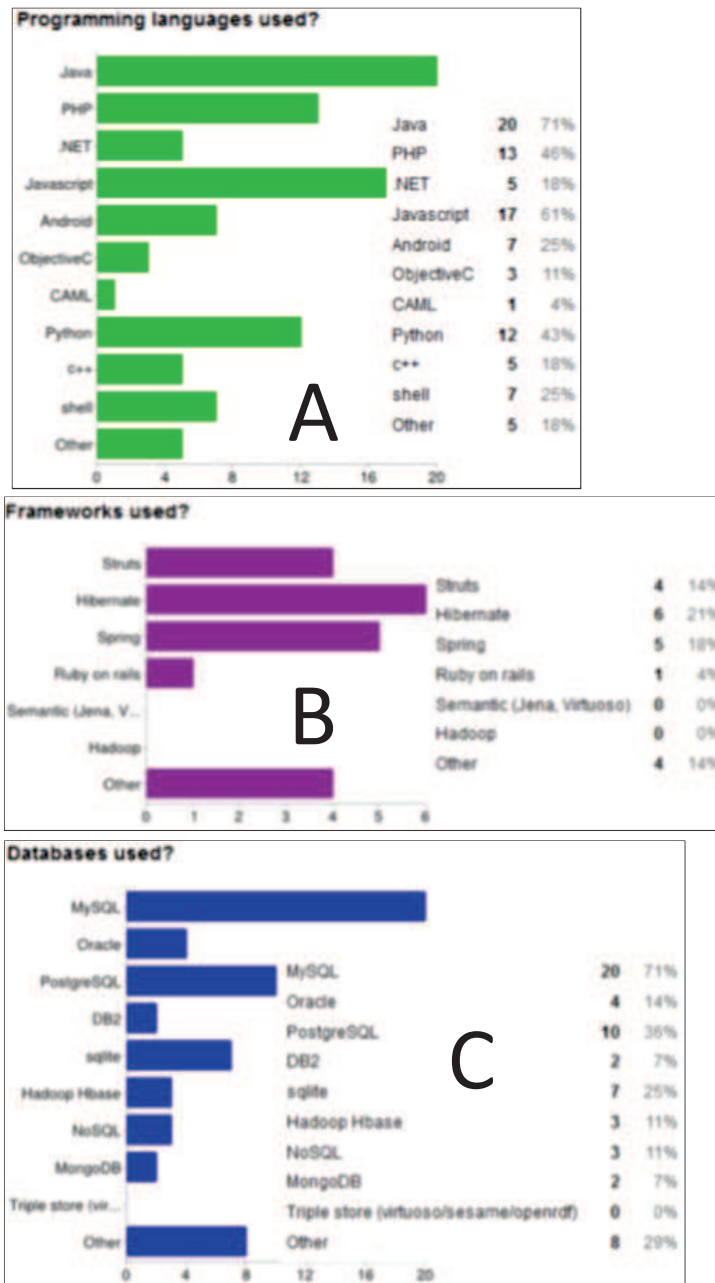 Programming languages used?
Java
PHP
.NET
Javascript
Android
ObjectiveC
CAML
Python
c++
shell
Other
0 4 8 12 16 20
Java 20 71%
PHP 13 46%
.NET 5 18%
Javascript 17 61%
Android 7 25%
ObjectiveC 3 11%
CAML 1 4%
Python 12 43%
c++ 5 18%
shell 7 25%
Other 5 18%
A
Frameworks used?
Struts
Hibernate
Spring
Ruby on rails
Semantic (Jena, V...
Hadoop
Other
0 1 2 3 4 5 6
Struts 4 14%
Hibernate 6 21%
Spring 5 18%
Ruby on rails 1 4%
Semantic (Jena, Virtuoso) 0 0%
Hadoop 0 0%
Other 4 14%
B
Databases used?
MySQL
Oracle
PostgreSQL
DB2
sqlite
Hadoop Hbase
NoSQL
MongoDB
Triple store (vir...
Other
0 4 8 12 16 20
MySQL 20 71%
Oracle 4 14%
PostgreSQL 10 36%
DB2 2 7%
sqlite 7 25%
Hadoop Hbase 3 11%
NoSQL 3 11%
MongoDB 2 7%
Triple store (virtuoso/sesame/openrdf) 0 0%
Other 8 29%
C